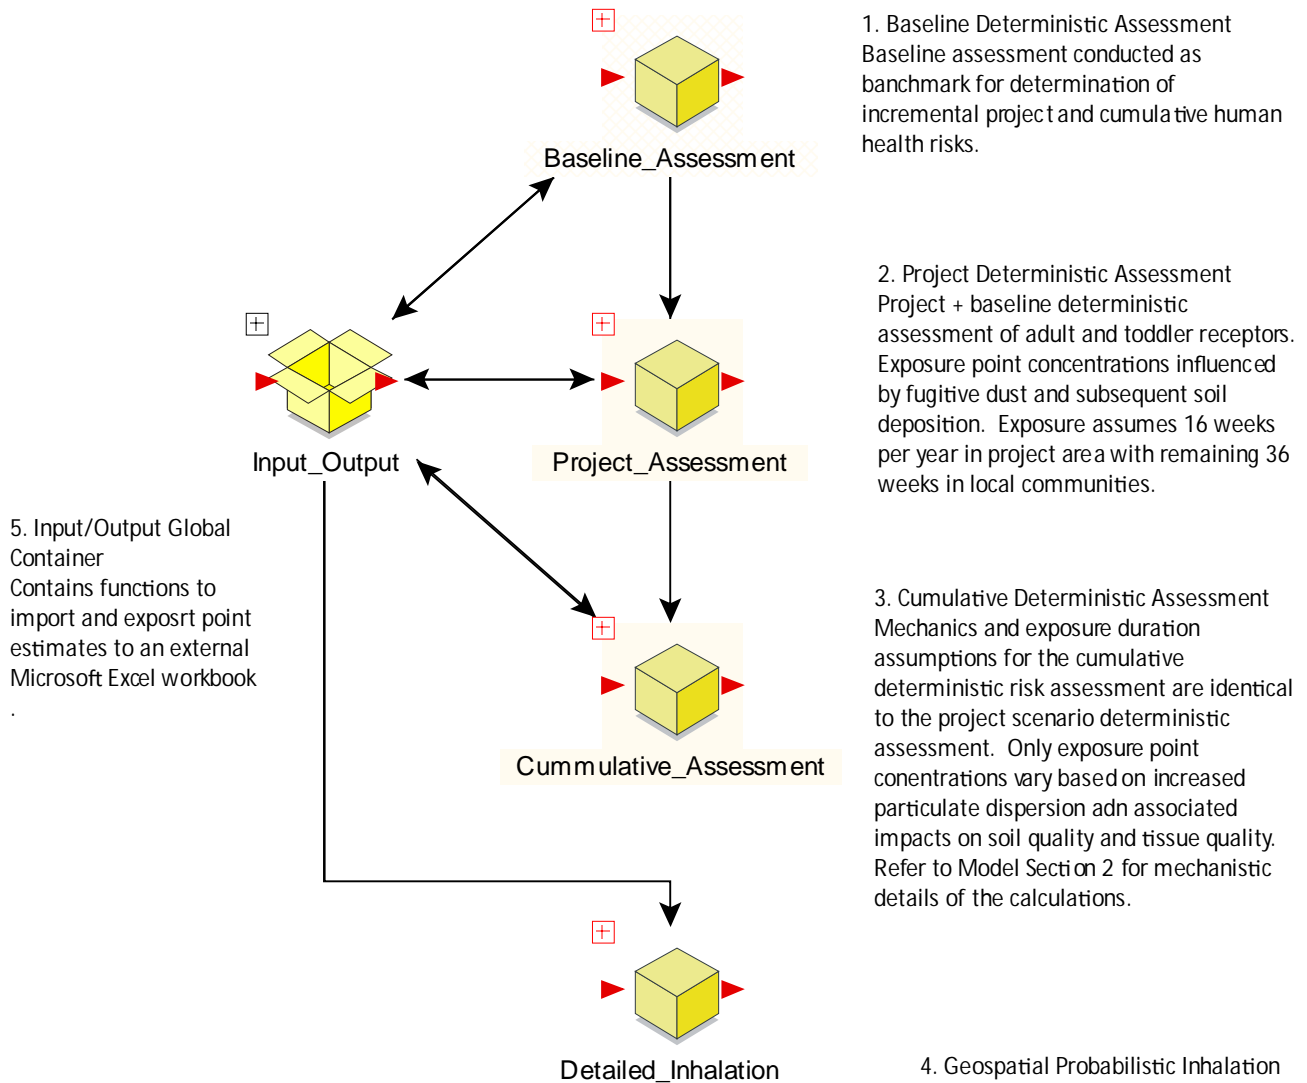 1. Baseline Deterministic Assessment
Baseline assessment conducted as
banchmark for determination of
incremental project and cumulative human
health risks.
Baseline_Assessment
2. Project Deterministic Assessment
Project + baseline deterministic
assessment of adult and toddler receptors.
Exposure point concentrations influenced
by fugitive dust and subsequent soil
deposition. Exposure assumes 16 weeks
per year in project area with remaining 36
weeks in local communities.
Input_Output
Project_Assessment
5. Input/Output Global
Container
Contains functions to
import and exposrt point
estimates to an external
Microsoft Excel workbook
.
3. Cumulative Deterministic Assessment
Mechanics and exposure duration
assumptions for the cumulative
deterministic risk assessment are identical
to the project scenario deterministic
assessment. Only exposure point
conentrations vary based on increased
particulate dispersion adn associated
impacts on soil quality and tissue quality.
Refer to Model Section 2 for mechanistic
details of the calculations.
Cummulative_Assessment
Detailed_Inhalation
4. Geospatial Probabilistic Inhalation